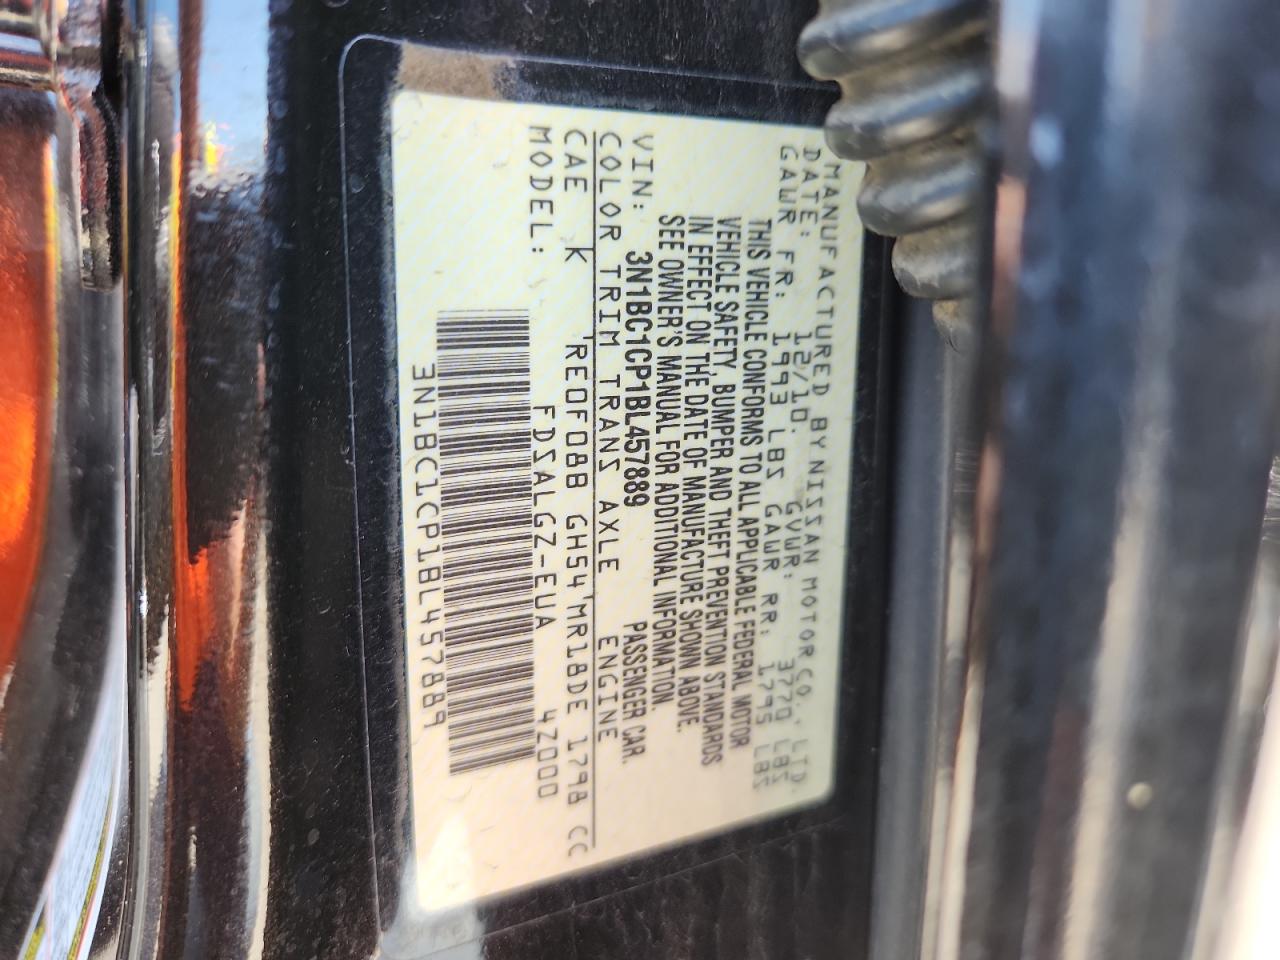 MANUFACTURED BY NISSAN MOTOR CO., LTD.
DATE: 12/10. GVWR: 3770 LBS
GAWR FR: 1993 LBS GAWR RR: 1795 LBS
THIS VEHICLE CONFORMS TO ALL APPLICABLE FEDERAL MOTOR
VEHICLE SAFETY, BUMPER AND THEFT PREVENTION STANDARDS
IN EFFECT ON THE DATE OF MANUFACTURE SHOWN ABOVE.
SEE OWNER'S MANUAL FOR ADDITIONAL INFORMATION.
VIN: 3N1BC1CP1BL457889 PASSENGER CAR.
COLOR TRIM TRANS AXLE ENGINE
CAE K RE0F08B GH54 MR18DE 1798 CC
MODEL: FDSALGZ-EUA 4Z000
3N1BC1CP1BL457889